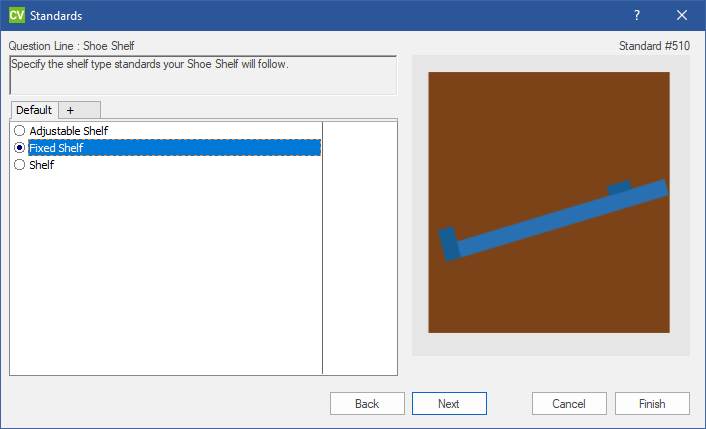 CV Standards ?
Question Line : Shoe Shelf Standard #510
Specify the shelf type standards your Shoe Shelf will follow.
Default +
Adjustable Shelf
Fixed Shelf
Shelf
Back Next Cancel Finish